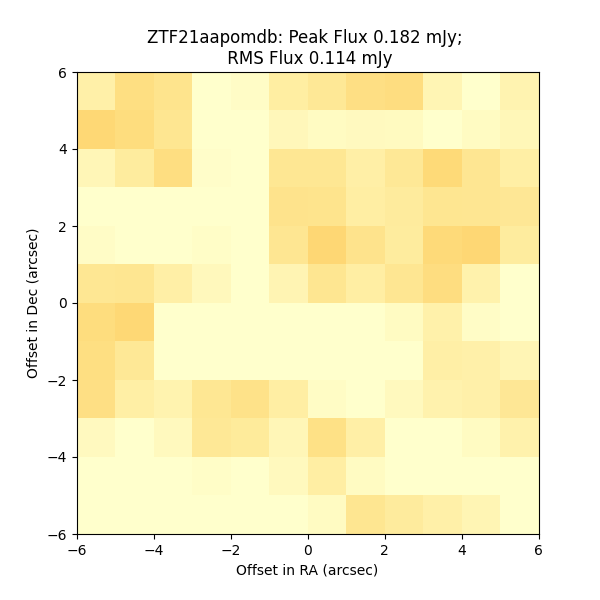 ZTF21aapomdb: Peak Flux 0.182 mJy;
RMS Flux 0.114 mJy
6
4
2
0
−2
−4
−6
Offset in Dec (arcsec)
−6 −4 −2 0 2 4 6
Offset in RA (arcsec)